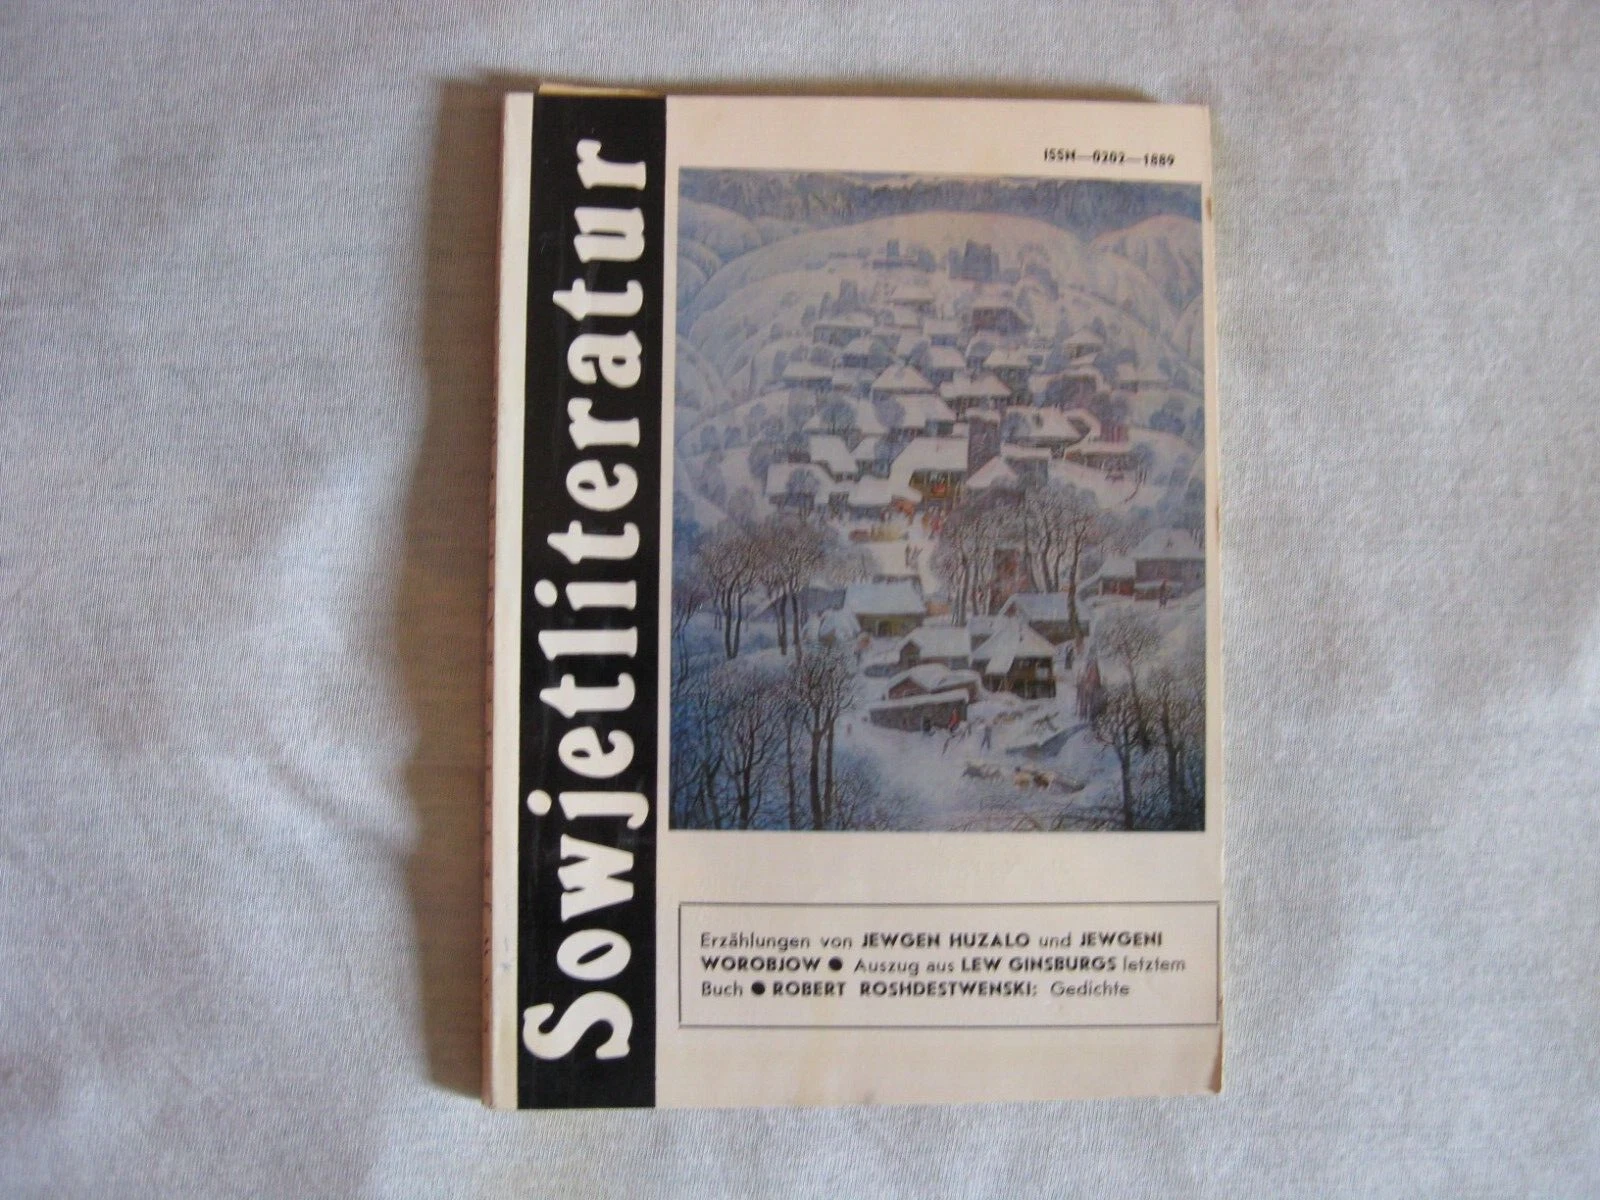 Sowjetliteratur
ISSN—0202—1889
Erzählungen von JEWGEN HUZALO und JEWGENI
WOROBJOW ● Auszug aus LEW GINSBURGS letztem
Buch ● ROBERT ROSHDESTWENSKI: Gedichte